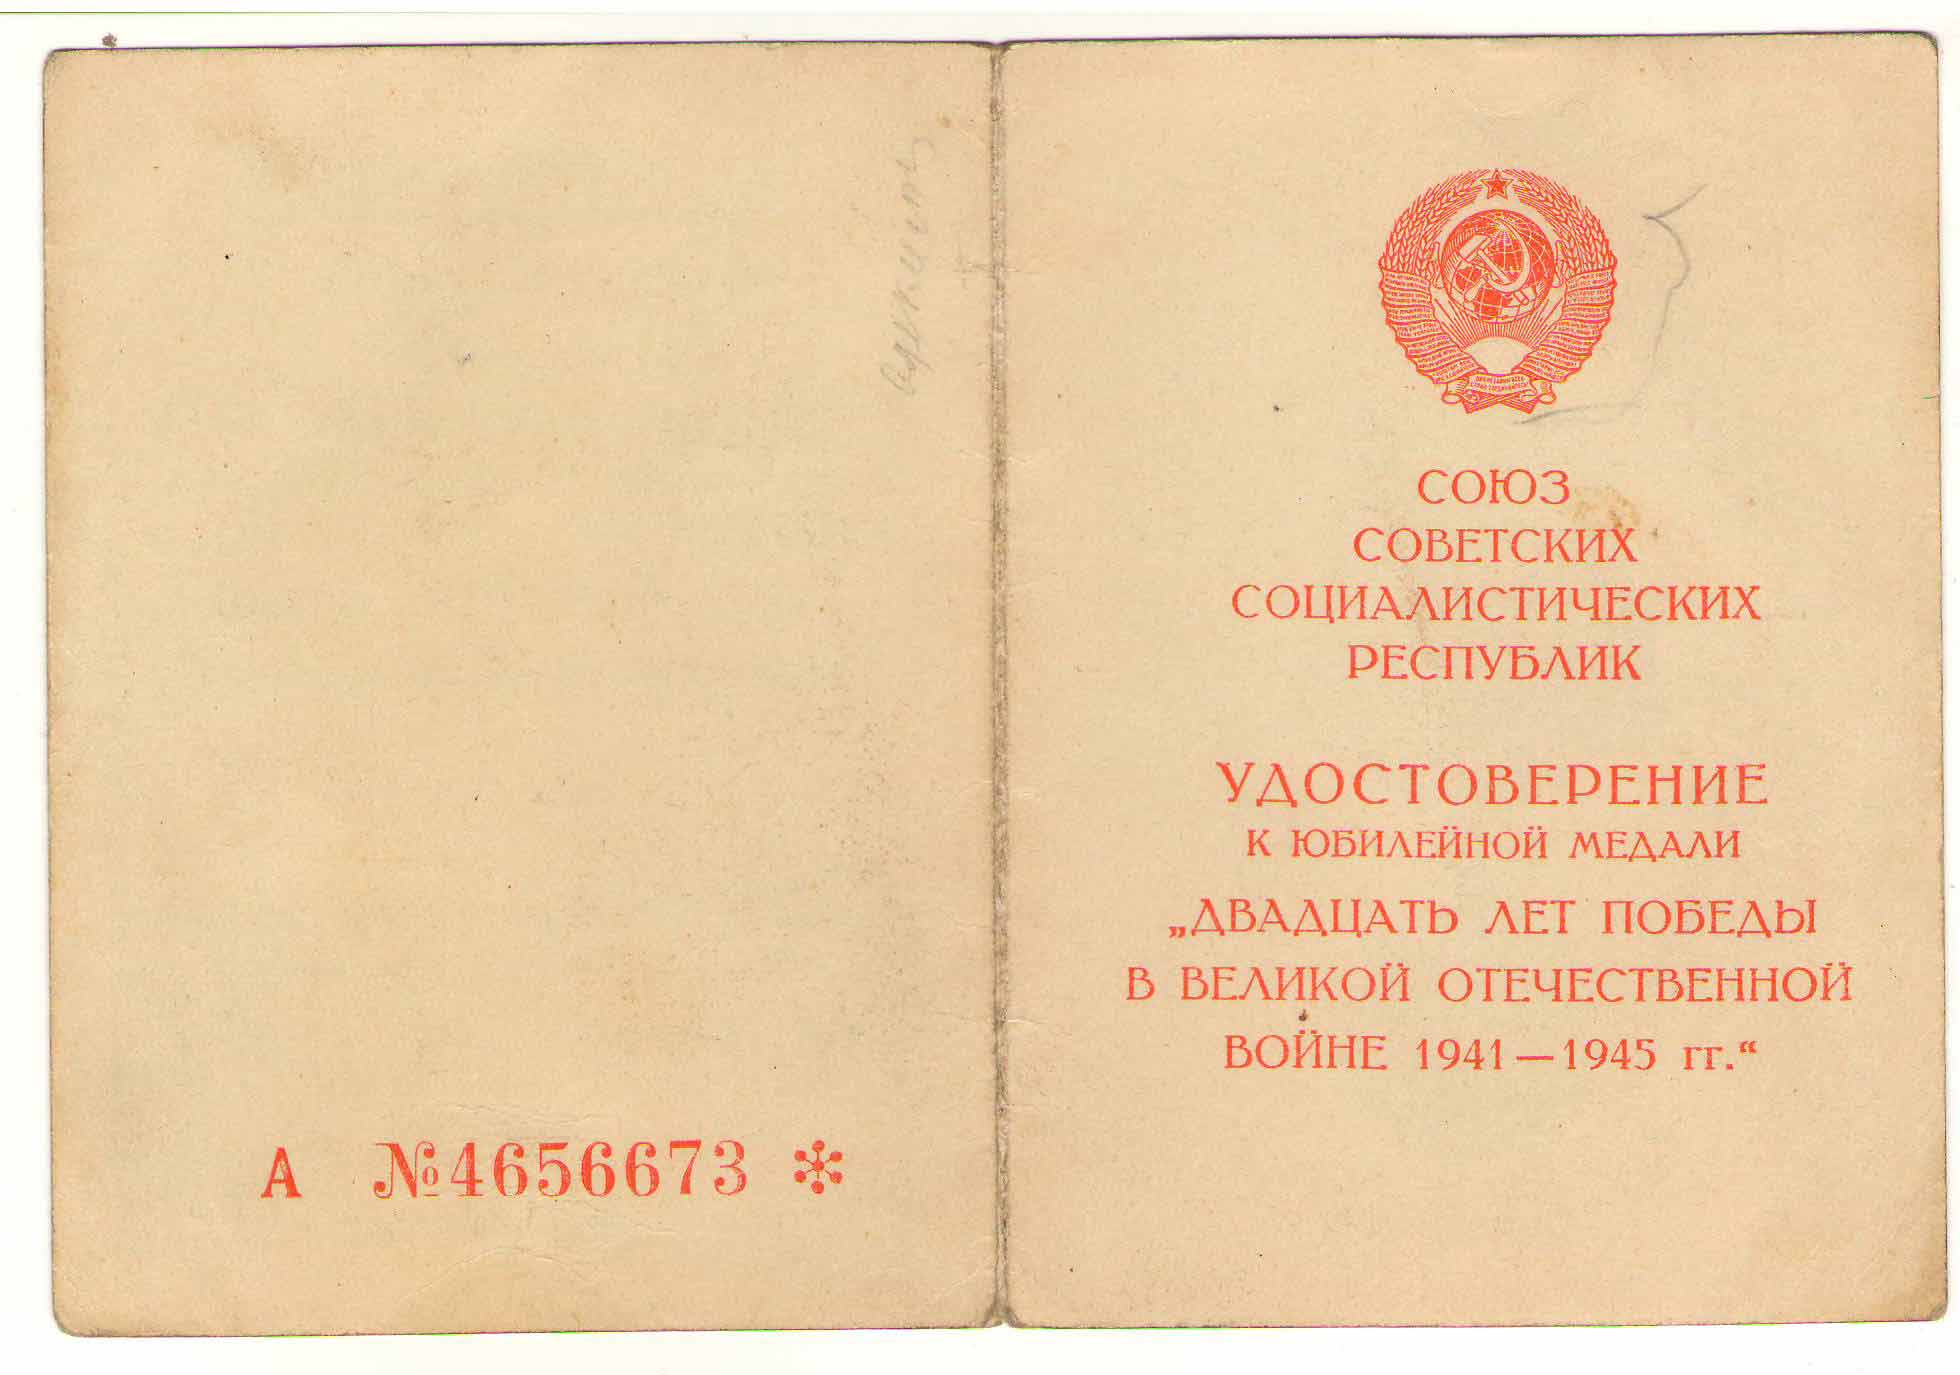 А №4656673
СОЮЗ
СОВЕТСКИХ
СОЦИАЛИСТИЧЕСКИХ
РЕСПУБЛИК
УДОСТОВЕРЕНИЕ
К ЮБИЛЕЙНОЙ МЕДАЛИ
„ДВАДЦАТЬ ЛЕТ ПОБЕДЫ
В ВЕЛИКОЙ ОТЕЧЕСТВЕННОЙ
ВОЙНЕ 1941—1945 гг.“